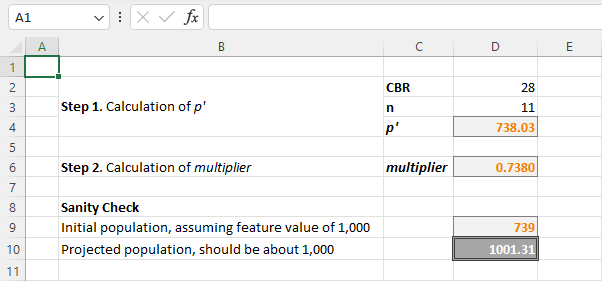 A1 fx
A B C D E
1
2 CBR 28
3 Step 1. Calculation of p' n 11
4 p' 738.03
5
6 Step 2. Calculation of multiplier multiplier 0.7380
7
8 Sanity Check
9 Initial population, assuming feature value of 1,000 739
10 Projected population, should be about 1,000 1001.31
11